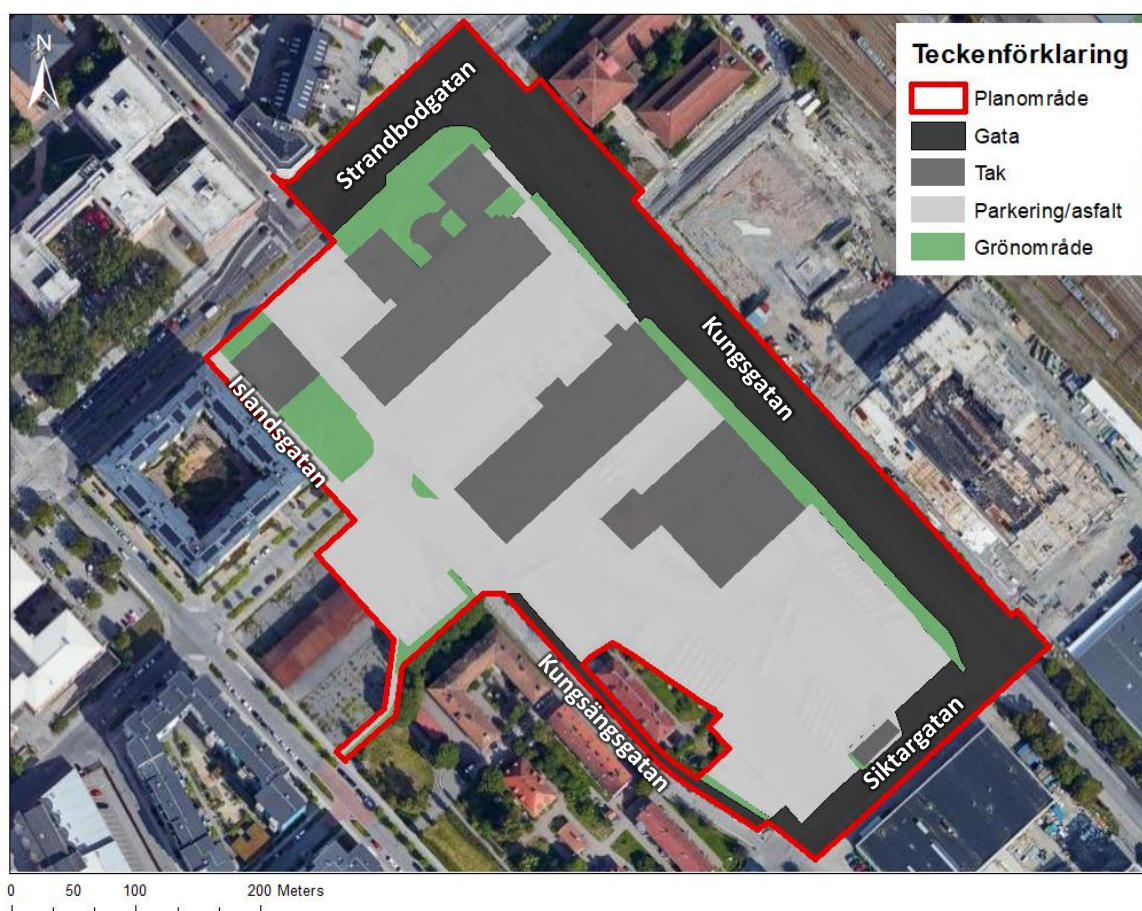 N
Teckenförklaring
Planområde
Gata
Tak
Parkering/asfalt
Grönområde
Strandbodgatan
Kungsgatan
Islandsgatan
Kungsängsgatan
Siktargatan
0 50 100 200 Meters